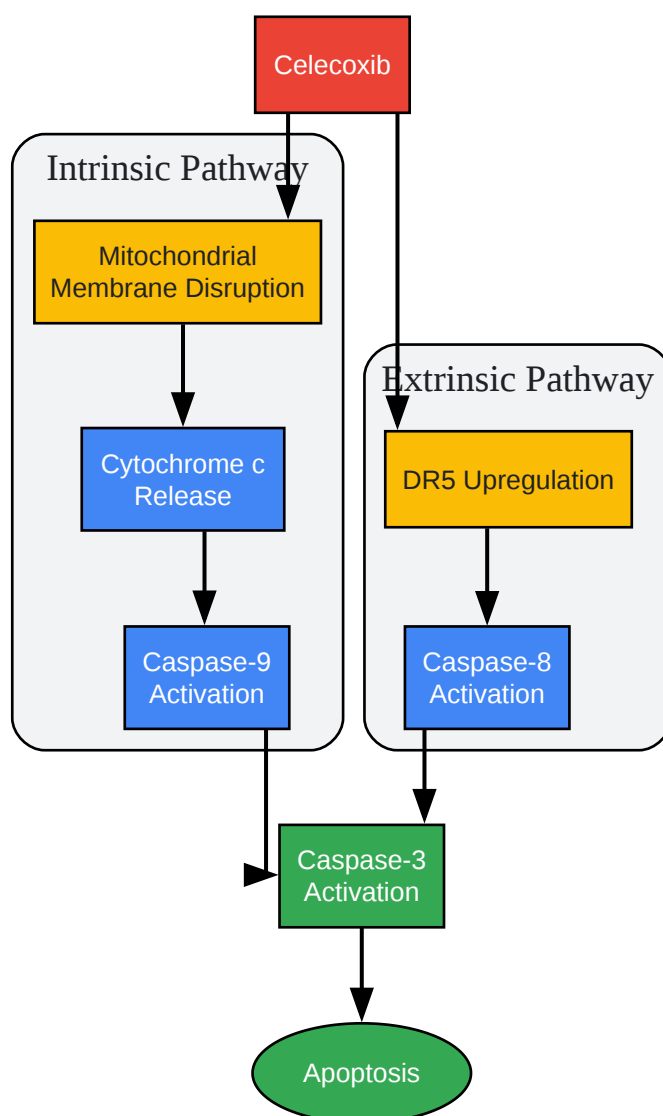 Celecoxib
Intrinsic Pathway
Mitochondrial
Membrane Disruption
Cytochrome c
Release
Caspase-9
Activation
Extrinsic Pathway
DR5 Upregulation
Caspase-8
Activation
Caspase-3
Activation
Apoptosis